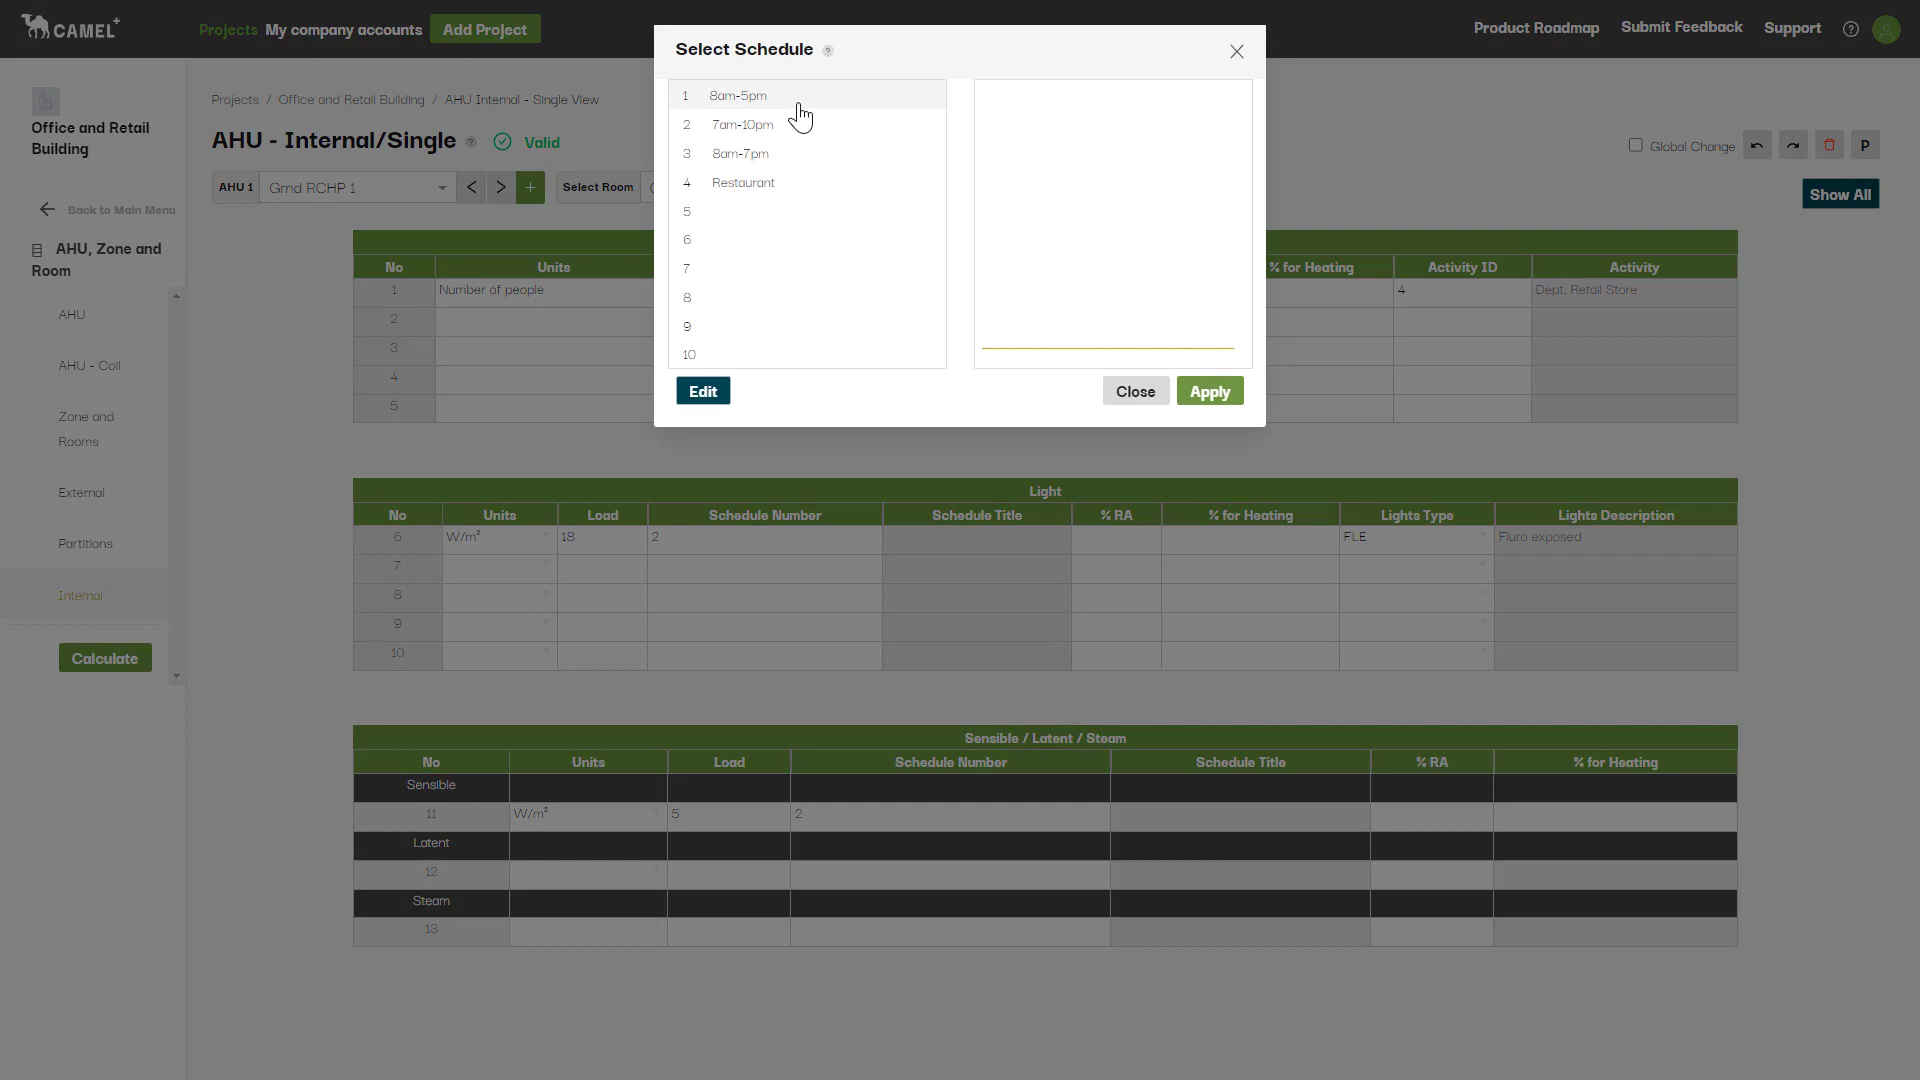 CAMEL+
Projects My company accounts Add Project
Product Roadmap Submit Feedback Support ?
Select Schedule ?
1 8am-5pm
2 7am-10pm
3 8am-7pm
4 Restaurant
5
6
7
8
9
10
Edit Close Apply
Office and Retail
Building
Back to Main Menu
AHU, Zone and
Room
AHU
AHU - Coil
Zone and
Rooms
External
Partitions
Internal
Calculate
Projects / Office and Retail Building / AHU Internal - Single View
AHU - Internal/Single ? Valid
Global Change P
AHU 1 Grnd RCHP 1 < > + Select Room
Show All
No Units % for Heating Activity ID Activity
1 Number of people 4 Dept, Retail Store
2
3
4
5
Light
No Units Load Schedule Number Schedule Title % RA % for Heating Lights Type Lights Description
6 W/m² 18 2 FLE Fluro exposed
7
8
9
10
Sensible / Latent / Steam
No Units Load Schedule Number Schedule Title % RA % for Heating
Sensible
11 W/m² 5 2
Latent
12
Steam
13